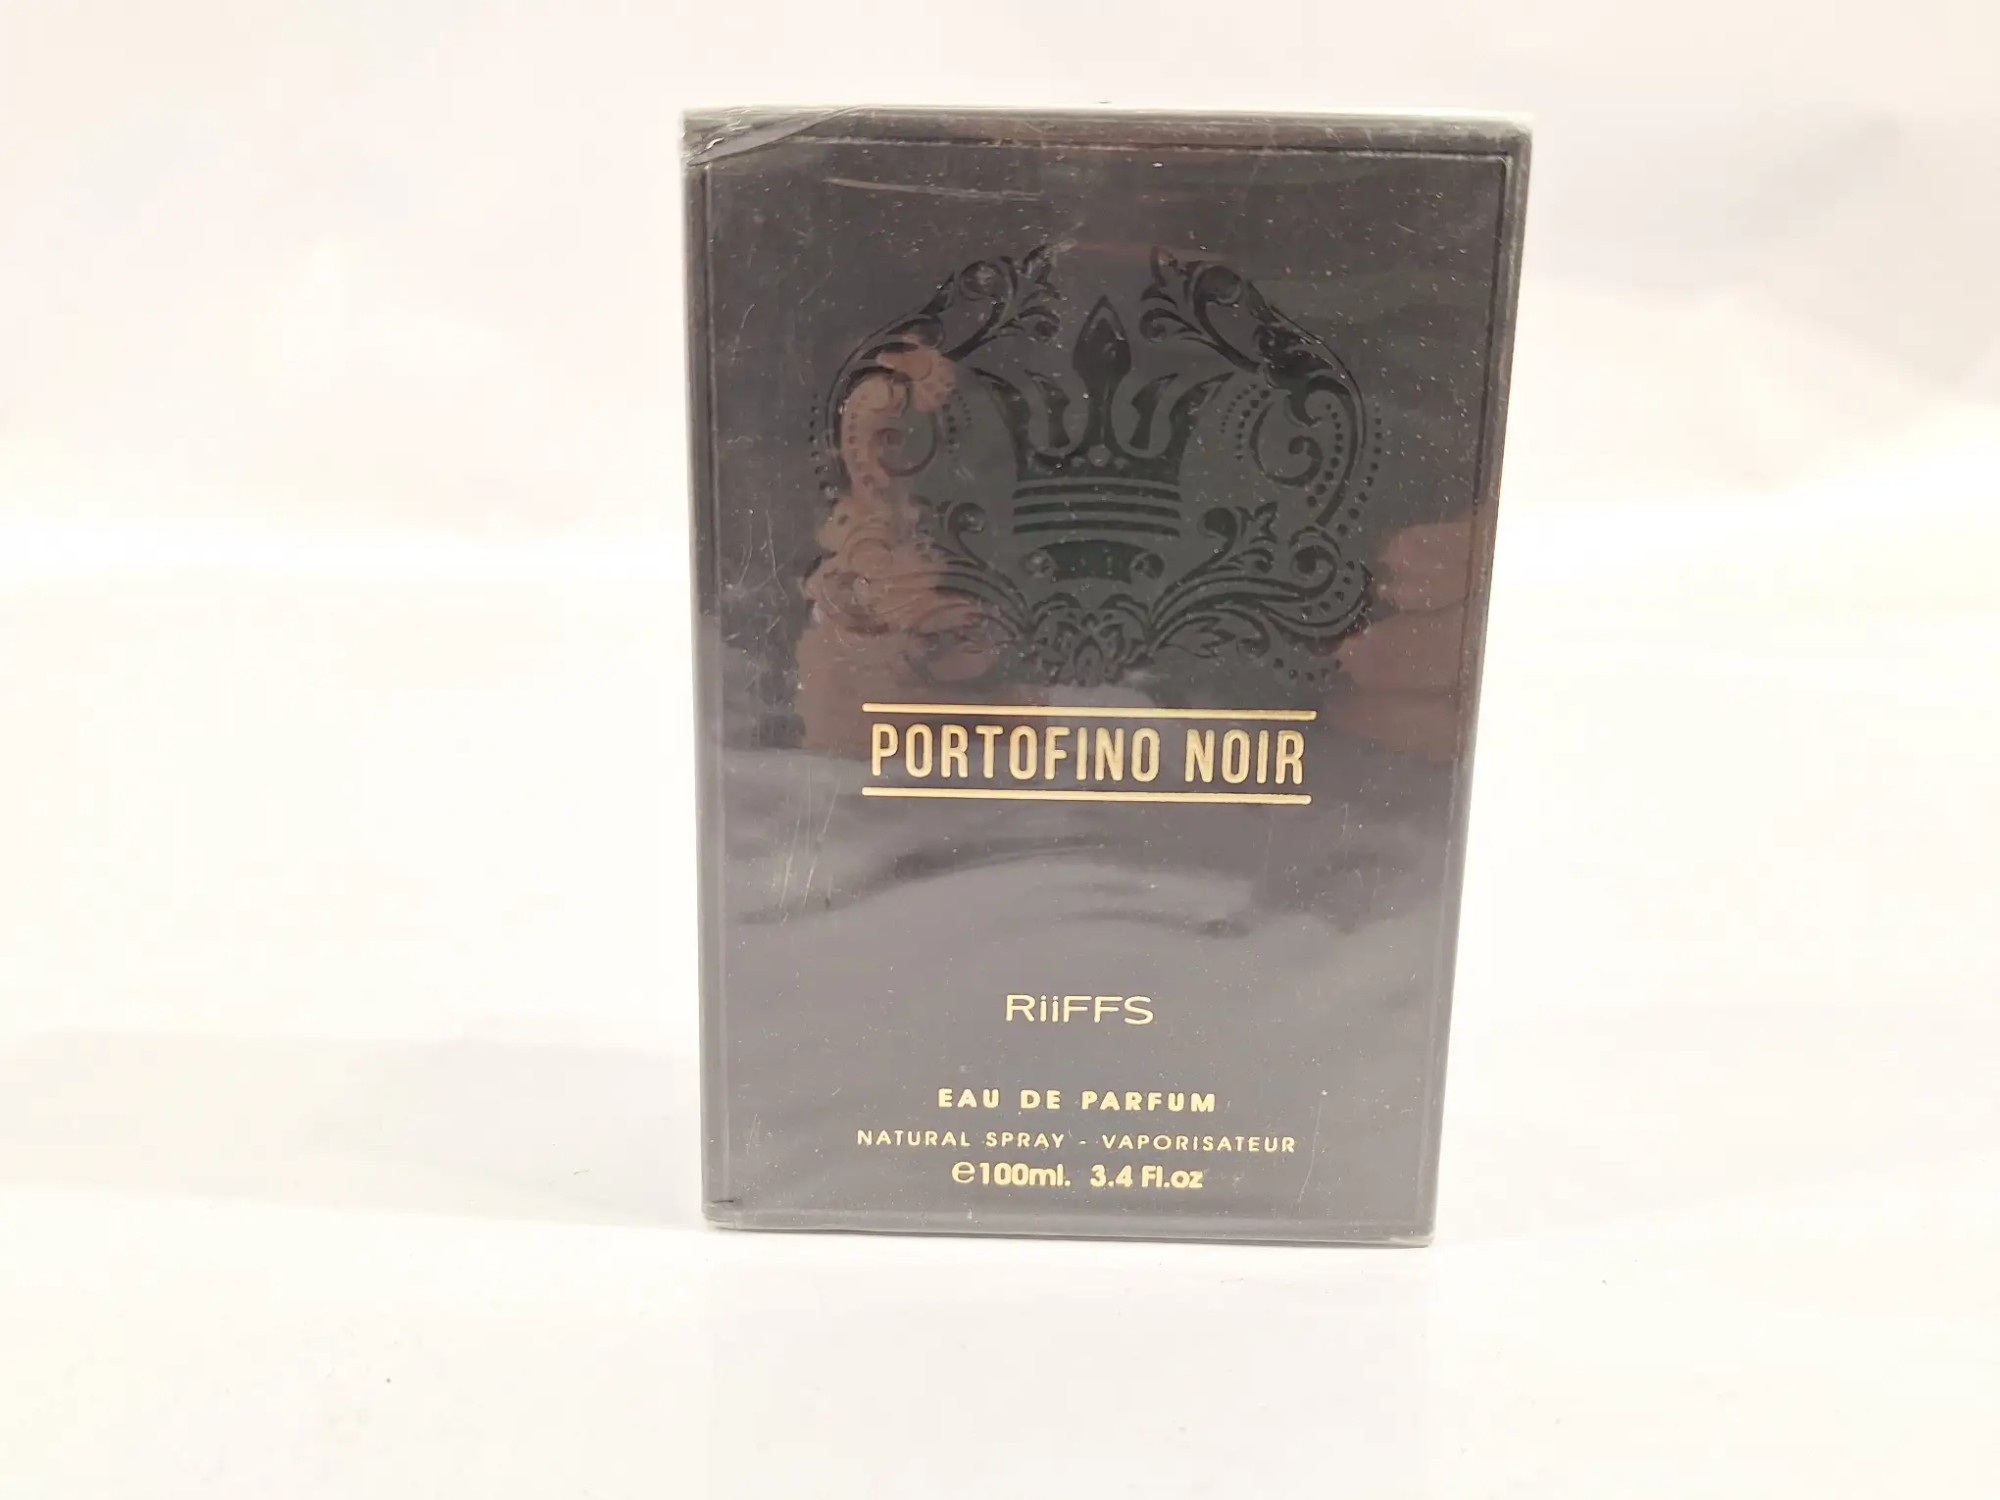 PORTOFINO NOIR
RiiFFS
EAU DE PARFUM
NATURAL SPRAY - VAPORISATEUR
℮100ml. 3.4 Fl.oz